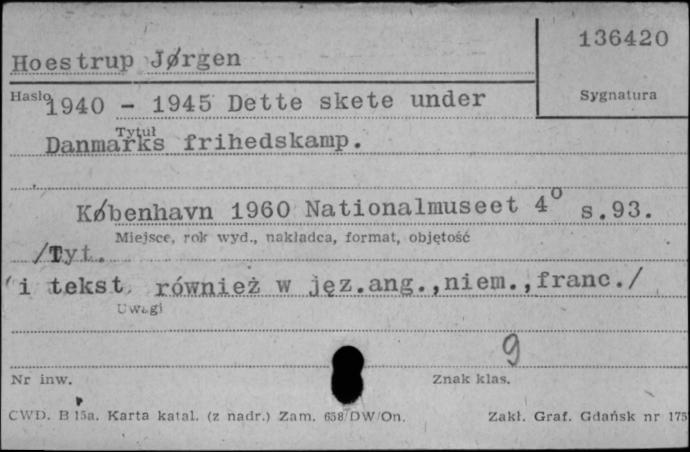 136420
Hoestrup Jørgen
Hasło
Sygnatura
1940 - 1945 Dette skete under
Tytuł
Danmarks frihedskamp.
København 1960 Nationalmuseet 4° s.93.
Miejsce, rok wyd., nakładca, format, objętość
/Tyt.
i tekst również w jęz.ang.,niem.,franc./
Uwagi
9
Nr inw.
Znak klas.
CWD. B 15a. Karta katal. (z nadr.) Zam. 658/DW/On. Zakł. Graf. Gdańsk nr 175